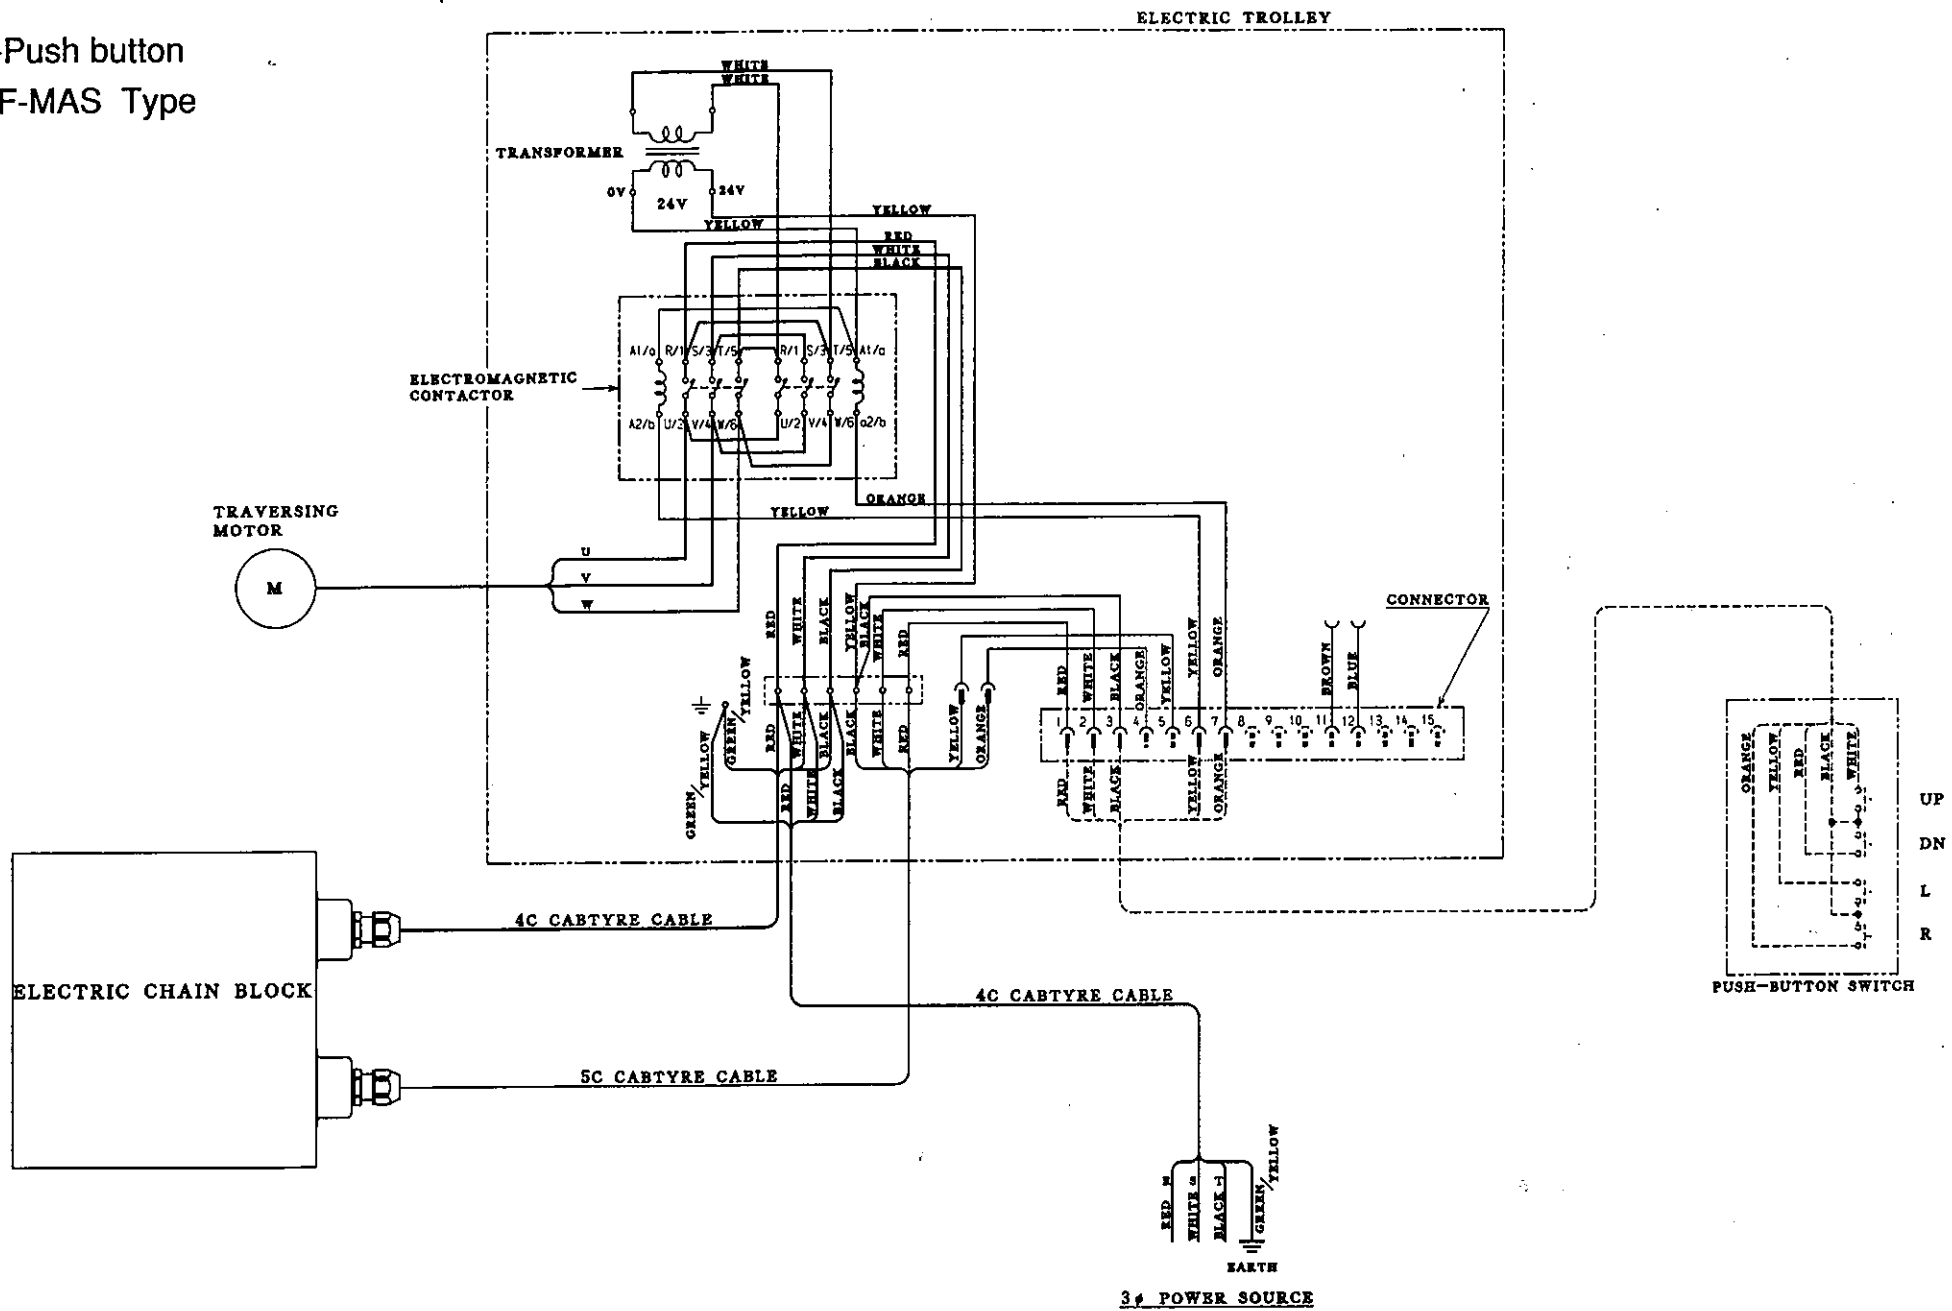 -Push button
F-MAS Type
ELECTRIC TROLLEY
WHITE
WHITE
TRANSFORMER
0V
24V
24V
YELLOW
YELLOW
RED
WHITE
BLACK
A1/a R/1 S/3 T/5 R/1 S/3 T/5 A1/a
ELECTROMAGNETIC
CONTACTOR
A2/b U/2 V/4 W/6 U/2 V/4 W/6 a2/b
ORANGE
YELLOW
TRAVERSING
MOTOR
M
U
V
W
RED
WHITE
BLACK
YELLOW
BLACK
WHITE
RED
CONNECTOR
RED
WHITE
BLACK
ORANGE
YELLOW
YELLOW
ORANGE
BROWN
BLUE
1 2 3 4 5 6 7 8 9 10 11 12 13 14 15
GREEN/YELLOW
GREEN/YELLOW
RED
WHITE
BLACK
BLACK
WHITE
RED
YELLOW
ORANGE
RED
WHITE
BLACK
RED
WHITE
BLACK
YELLOW
ORANGE
ORANGE
YELLOW
RED
BLACK
WHITE
UP
DN
L
R
PUSH-BUTTON SWITCH
4C CABTYRE CABLE
ELECTRIC CHAIN BLOCK
4C CABTYRE CABLE
5C CABTYRE CABLE
RED
WHITE
BLACK
GREEN/YELLOW
EARTH
3φ POWER SOURCE